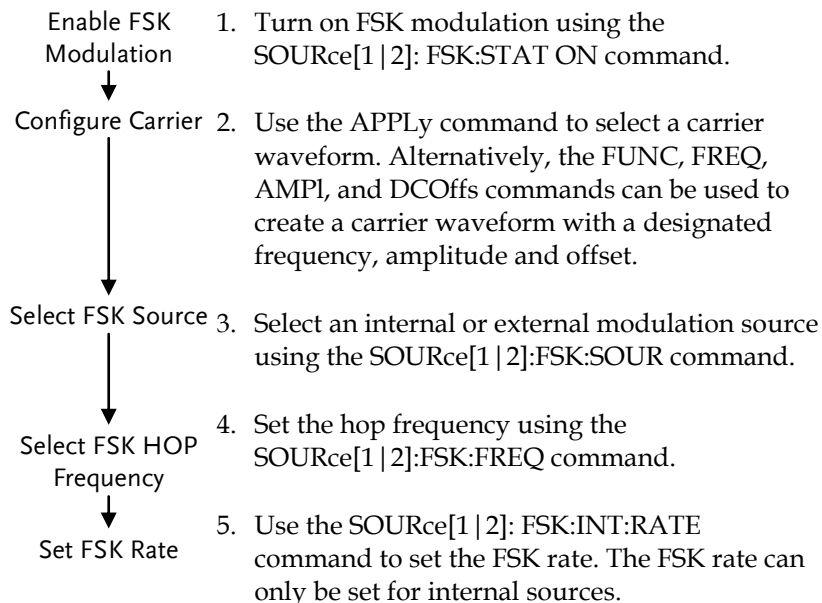 Enable FSK
Modulation
1. Turn on FSK modulation using the
SOURce[1|2]: FSK:STAT ON command.
Configure Carrier
2. Use the APPLy command to select a carrier
waveform. Alternatively, the FUNC, FREQ,
AMPl, and DCOffs commands can be used to
create a carrier waveform with a designated
frequency, amplitude and offset.
Select FSK Source
3. Select an internal or external modulation source
using the SOURce[1|2]:FSK:SOUR command.
Select FSK HOP
Frequency
4. Set the hop frequency using the
SOURce[1|2]:FSK:FREQ command.
Set FSK Rate
5. Use the SOURce[1|2]: FSK:INT:RATE
command to set the FSK rate. The FSK rate can
only be set for internal sources.